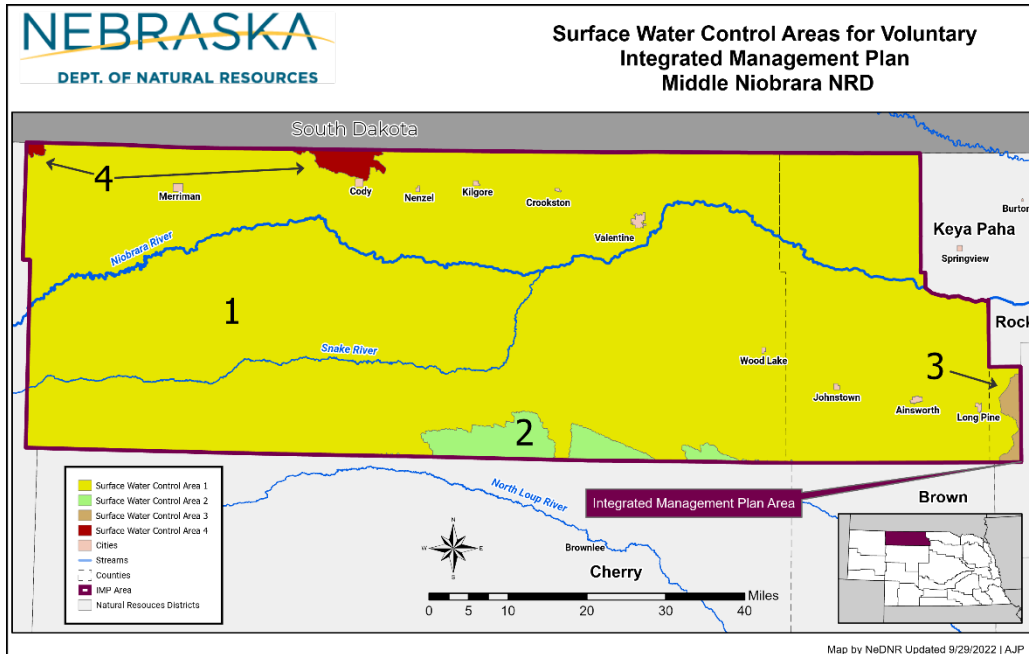 NEBRASKA
DEPT. OF NATURAL RESOURCES
Surface Water Control Areas for Voluntary
Integrated Management Plan
Middle Niobrara NRD
South Dakota
4
Merriman
Cody
Nenzel
Kilgore
Crookston
Valentine
Keya Paha
Burton
Springview
Niobrara River
1
Rock
Snake River
Wood Lake
3
Johnstown
Ainsworth
Long Pine
2
Surface Water Control Area 1
Surface Water Control Area 2
Surface Water Control Area 3
Surface Water Control Area 4
Cities
Streams
Counties
IMP Area
Natural Resouces Districts
North Loup River
Integrated Management Plan Area
Brown
N
W
E
S
Brownlee
Cherry
Miles
0 5 10 20 30 40
Map by NeDNR Updated 9/29/2022 | AJP